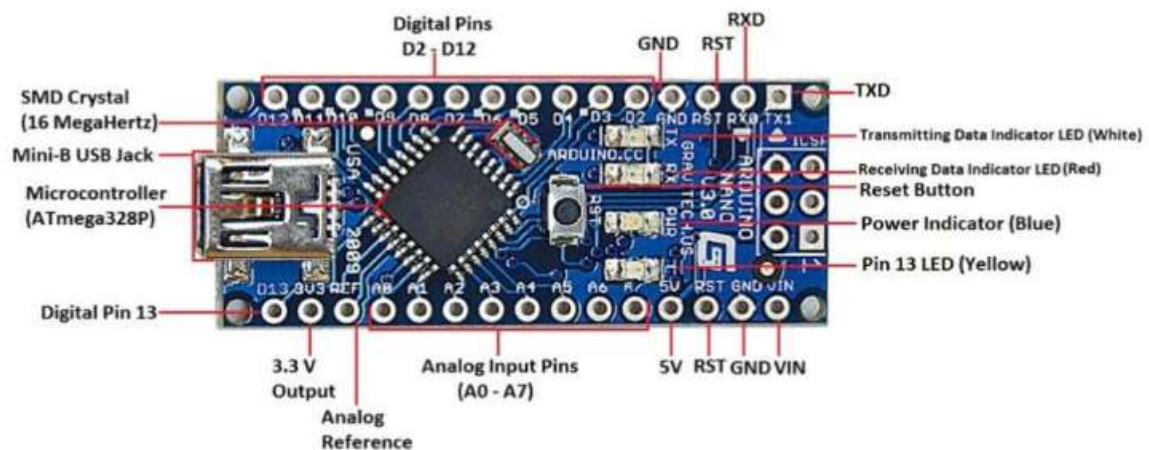 Digital Pins
D2 - D12
RXD
GND
RST
TXD
SMD Crystal
(16 MegaHertz)
Mini-B USB Jack
Microcontroller
(ATmega328P)
Digital Pin 13
D12 D11 D10 D9 D8 D7 D6 D5 D4 D3 D2 GND RST RX0 TX1
TX
RX
PWR
L
RST
ARDUINO.CC
GRAVITECH.US
ARDUINO
NANO
V3.0
ICSP
1
USA
2009
G
D13 3V3 REF A0 A1 A2 A3 A4 A5 A6 A7 5V RST GND VIN
Transmitting Data Indicator LED (White)
Receiving Data Indicator LED (Red)
Reset Button
Power Indicator (Blue)
Pin 13 LED (Yellow)
3.3 V
Output
Analog
Reference
Analog Input Pins
(A0 - A7)
5V
RST
GND
VIN